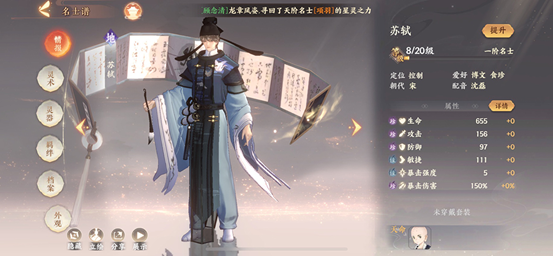 名士谱
顾念清]龙章凤姿,寻回了天阶名士[项羽]的星灵之力
苏轼
提升
8/20级
一阶名士
定位 控制
爱好 博文 食珍
朝代 宋
配音 沈磊
属性
详情
生命 655 +0
攻击 156 +0
防御 97 +0
敏捷 111 +0
暴击强度 5 +0
暴击伤害 150% +0%
未穿戴套装
灵术
灵器
羁绊
档案
外观
苏轼
隐藏
立绘
分享
展示